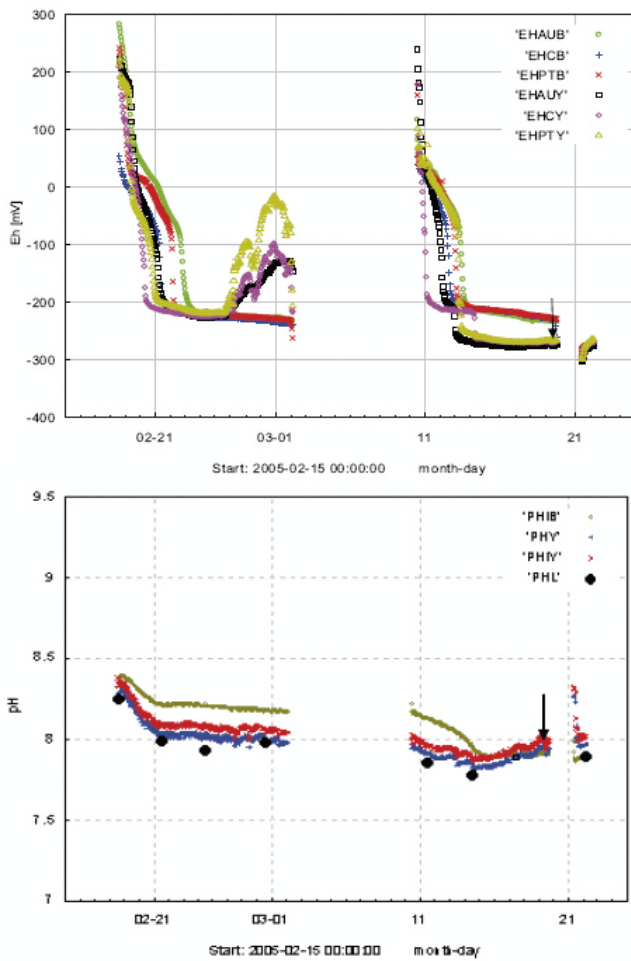 300
200
100
0
-100
-200
-300
-400
Eh [mV]
'EHAUB'
'EHCB'
'EHPTB'
'EHAUY'
'EHCY'
'EHPTY'
02-21
03-01
11
21
Start: 2005-02-15 00:00:00 month-day
9.5
9
8.5
8
7.5
7
pH
'PHIB'
'PHY'
'PHIY'
'PHL'
02-21
03-01
11
21
Start: 2005-02-15 00:00:00 month-day